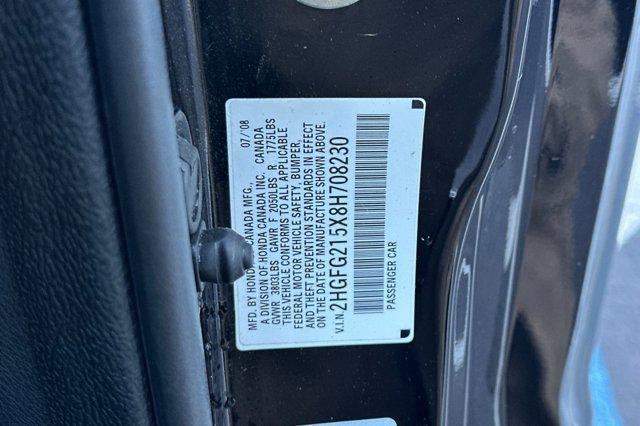 MFD. BY HONDA CANADA MFG., 07/'08
A DIVISION OF HONDA CANADA INC. CANADA
GVWR 3803LBS GAWR F 2050LBS R 1775LBS
THIS VEHICLE CONFORMS TO ALL APPLICABLE
FEDERAL MOTOR VEHICLE SAFETY, BUMPER,
AND THEFT PREVENTION STANDARDS IN EFFECT
ON THE DATE OF MANUFACTURE SHOWN ABOVE.
V.I.N. 2HGFG215X8H708230
PASSENGER CAR